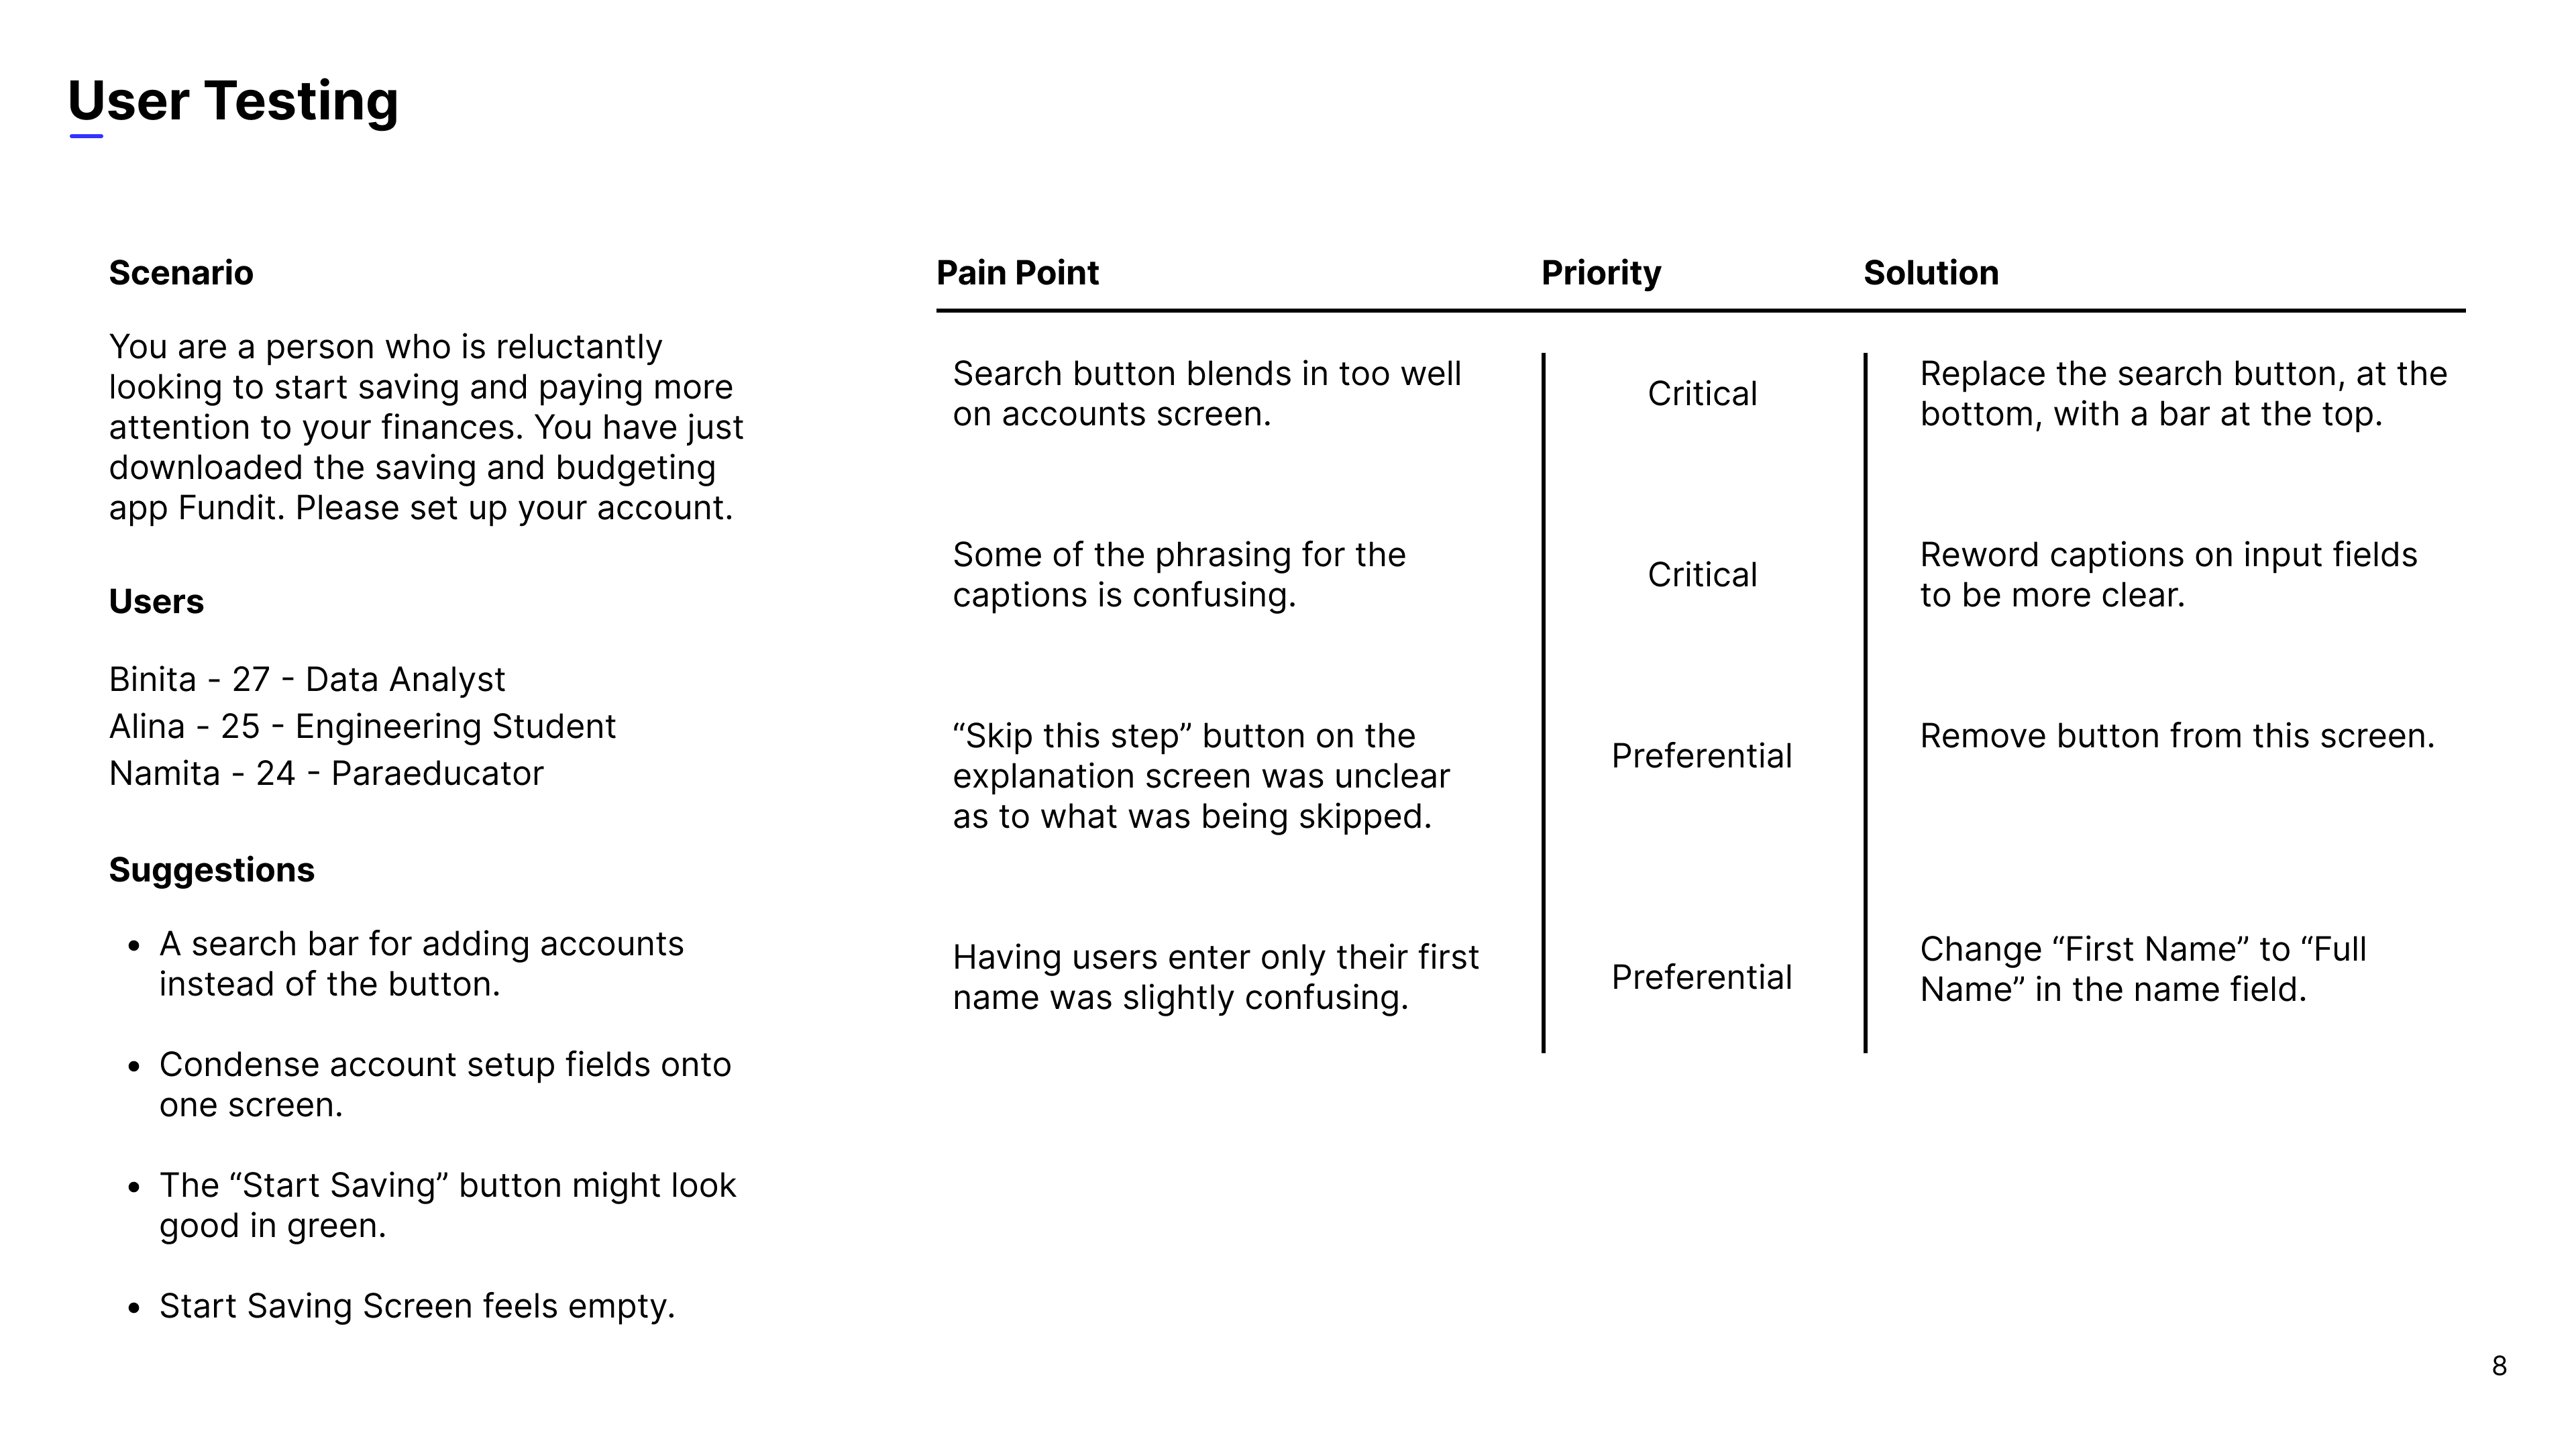 User Testing
Scenario
You are a person who is reluctantly
looking to start saving and paying more
attention to your finances. You have just
downloaded the saving and budgeting
app Fundit. Please set up your account.
Users
Binita - 27 - Data Analyst
Alina - 25 - Engineering Student
Namita - 24 - Paraeducator
Suggestions
• A search bar for adding accounts
instead of the button.
• Condense account setup fields onto
one screen.
• The “Start Saving” button might look
good in green.
• Start Saving Screen feels empty.
Pain Point Priority Solution
Search button blends in too well
on accounts screen.
Critical
Replace the search button, at the
bottom, with a bar at the top.
Some of the phrasing for the
captions is confusing.
Critical
Reword captions on input fields
to be more clear.
“Skip this step” button on the
explanation screen was unclear
as to what was being skipped.
Preferential
Remove button from this screen.
Having users enter only their first
name was slightly confusing.
Preferential
Change “First Name” to “Full
Name” in the name field.
8